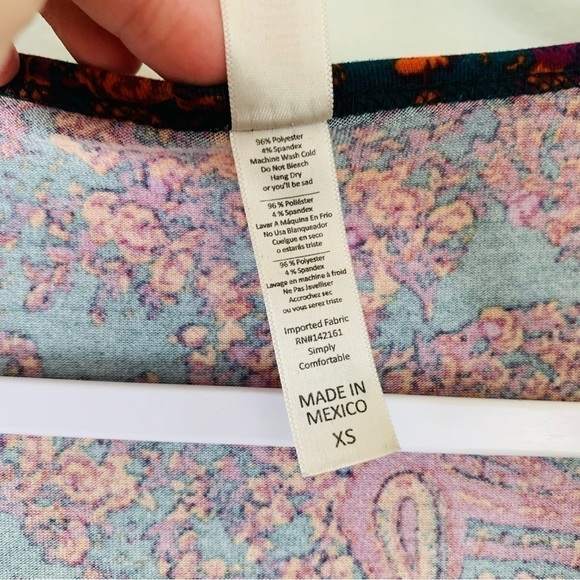 96% Polyester
4% Spandex
Machine Wash Cold
Do Not Bleach
Hang Dry
or you'll be sad
96 % Poliéster
4 % Spandex
Lavar A Máquina En Frío
No Usa Blanqueador
Cuelgue en seco
o estarás triste
96 % Polyester
4 % Spandex
Lavage en machine à froid
Ne Pas Javelliser
Accrochez sec
ou vous serez triste
Imported Fabric
RN#142161
Simply
Comfortable
MADE IN
MEXICO
XS